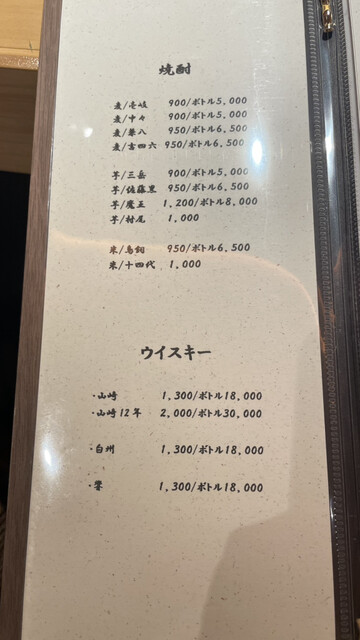 焼酎
麦/壱岐 900/ボトル5,000
麦/中々 900/ボトル5,000
麦/兼八 950/ボトル6,500
麦/吉四六 950/ボトル6,500
芋/三岳 900/ボトル5,000
芋/佐藤黒 950/ボトル6,500
芋/魔王 1,200/ボトル8,000
芋/村尾 1,000
米/鳥飼 950/ボトル6,500
米/十四代 1,000
ウイスキー
・山崎 1,300/ボトル18,000
・山崎12年 2,000/ボトル30,000
・白州 1,300/ボトル18,000
・響 1,300/ボトル18,000